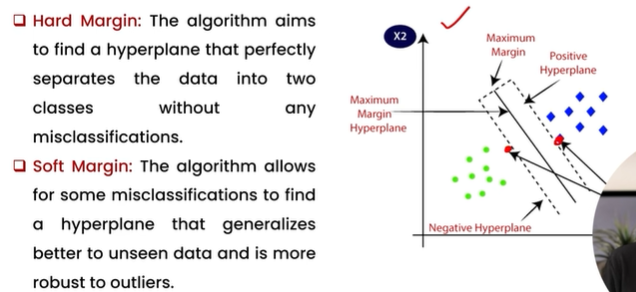 Hard Margin: The algorithm aims
to find a hyperplane that perfectly
separates the data into two
classes without any
misclassifications.
Soft Margin: The algorithm allows
for some misclassifications to find
a hyperplane that generalizes
better to unseen data and is more
robust to outliers.
X2
Maximum
Margin
Positive
Hyperplane
Maximum
Margin
Hyperplane
Negative Hyperplane